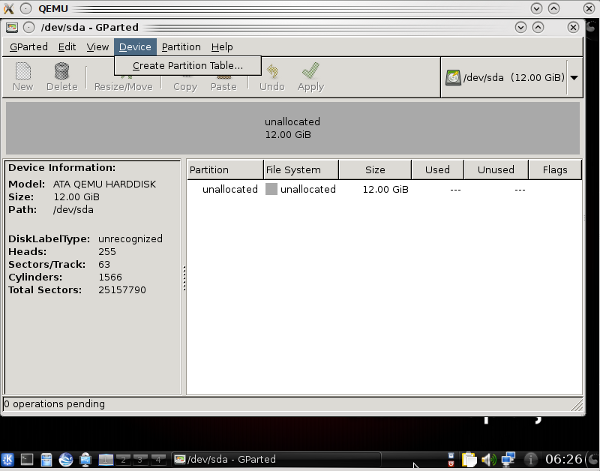 QEMU
/dev/sda - GParted
GParted Edit View Device Partition Help
Create Partition Table...
New Delete Resize/Move Copy Paste Undo Apply
/dev/sda (12.00 GiB)
unallocated
12.00 GiB
Device Information:
Model: ATA QEMU HARDDISK
Size: 12.00 GiB
Path: /dev/sda
DiskLabelType: unrecognized
Heads: 255
Sectors/Track: 63
Cylinders: 1566
Total Sectors: 25157790
Partition File System Size Used Unused Flags
unallocated unallocated 12.00 GiB --- ---
0 operations pending
1 2 3 4 /dev/sda - GParted 06:26